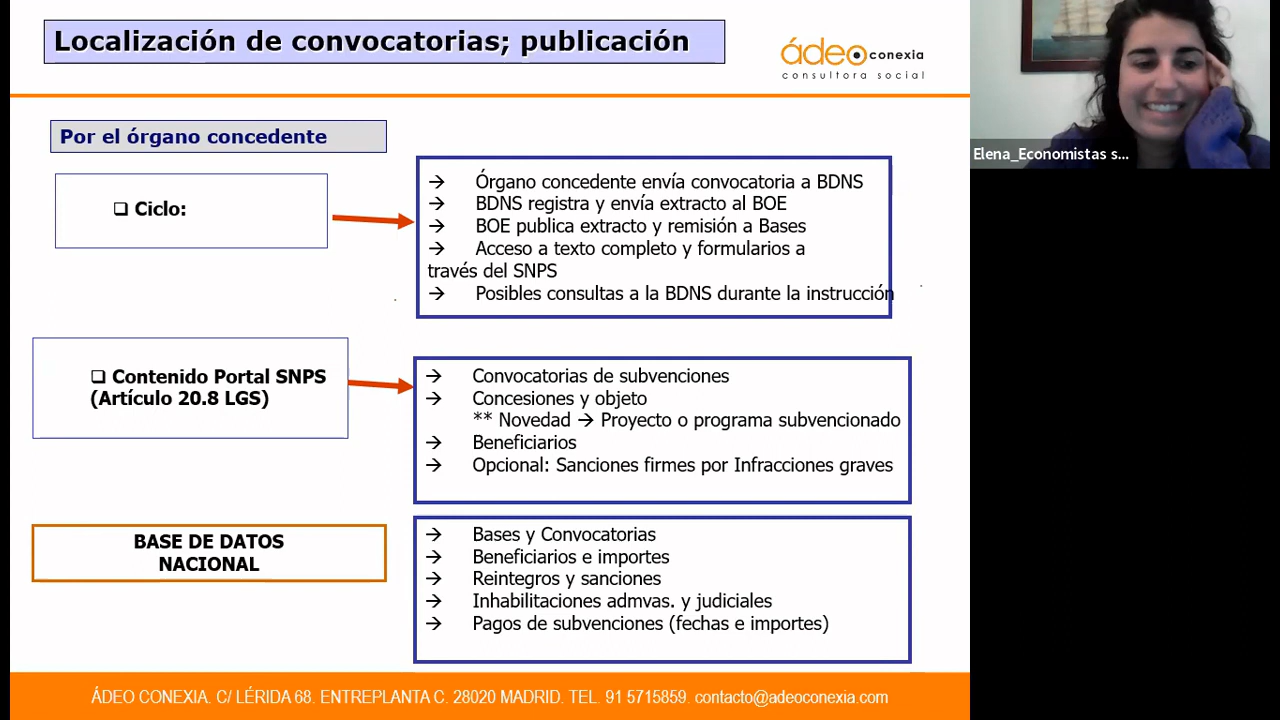 Localización de convocatorias; publicación
ádeo conexia
consultora social
Elena_Economistas s...
Por el órgano concedente
❑ Ciclo:
→ Órgano concedente envía convocatoria a BDNS
→ BDNS registra y envía extracto al BOE
→ BOE publica extracto y remisión a Bases
→ Acceso a texto completo y formularios a
través del SNPS
→ Posibles consultas a la BDNS durante la instrucción
❑ Contenido Portal SNPS
(Artículo 20.8 LGS)
→ Convocatorias de subvenciones
→ Concesiones y objeto
** Novedad → Proyecto o programa subvencionado
→ Beneficiarios
→ Opcional: Sanciones firmes por Infracciones graves
BASE DE DATOS
NACIONAL
→ Bases y Convocatorias
→ Beneficiarios e importes
→ Reintegros y sanciones
→ Inhabilitaciones admvas. y judiciales
→ Pagos de subvenciones (fechas e importes)
ÁDEO CONEXIA. C/ LÉRIDA 68. ENTREPLANTA C. 28020 MADRID. TEL. 91 5715859. contacto@adeoconexia.com